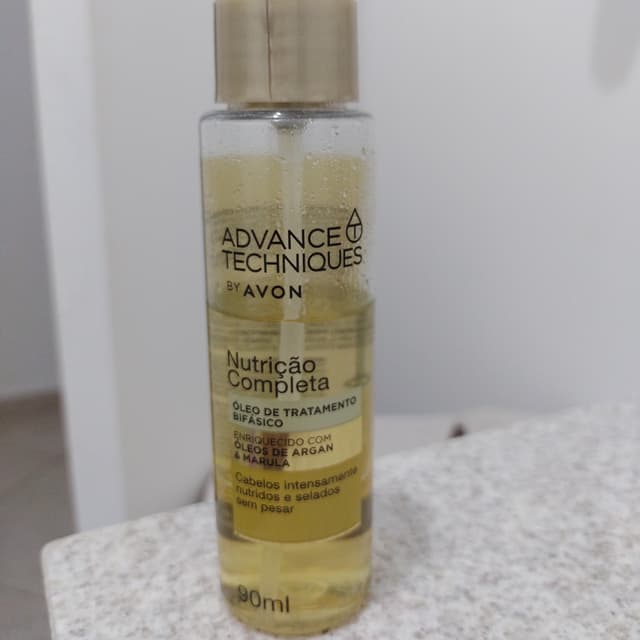 ADVANCE
TECHNIQUES
BY AVON
Nutrição
Completa
ÓLEO DE TRATAMENTO
BIFÁSICO
ENRIQUECIDO COM
ÓLEOS DE ARGAN
& MARULA
Cabelos intensamente
nutridos e selados
sem pesar
90ml